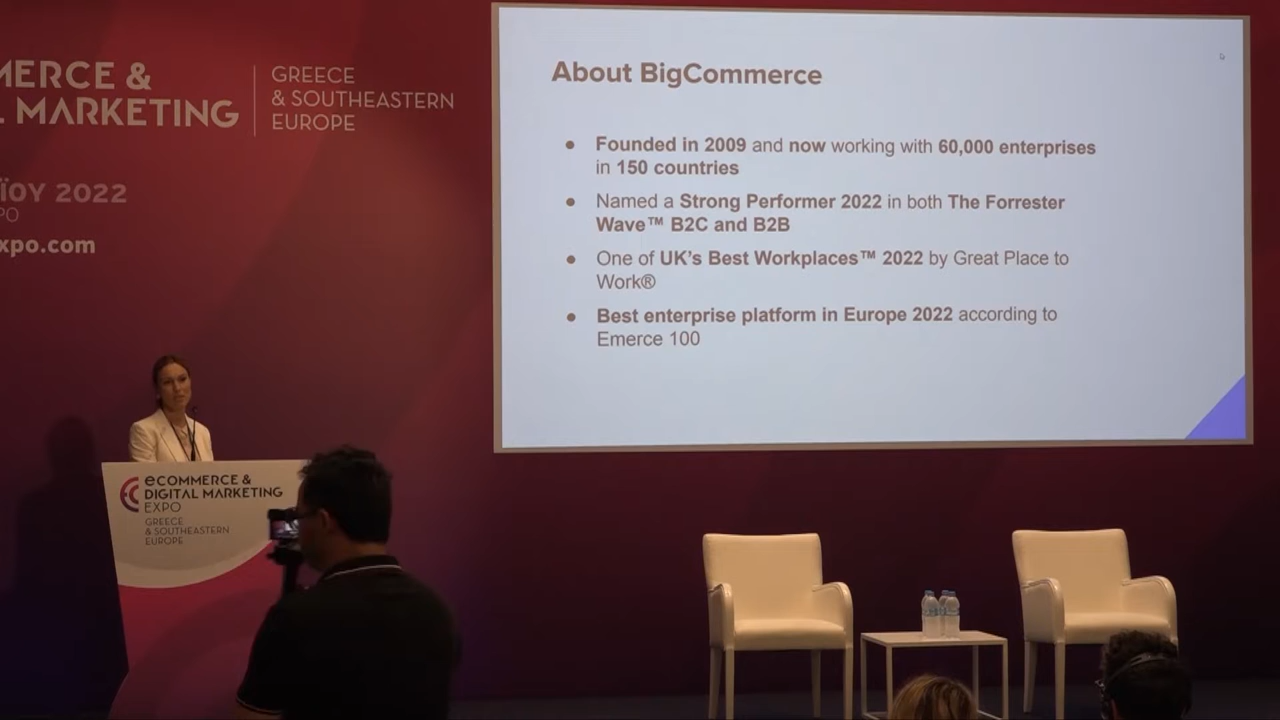 MERCE &
L MARKETING
GREECE
& SOUTHEASTERN
EUROPE
ΪΟΥ 2022
PO
xpo.com
About BigCommerce
• Founded in 2009 and now working with 60,000 enterprises
in 150 countries
• Named a Strong Performer 2022 in both The Forrester
Wave™ B2C and B2B
• One of UK’s Best Workplaces™ 2022 by Great Place to
Work®
• Best enterprise platform in Europe 2022 according to
Emerce 100
eCOMMERCE &
DIGITAL MARKETING
EXPO
GREECE
& SOUTHEASTERN
EUROPE